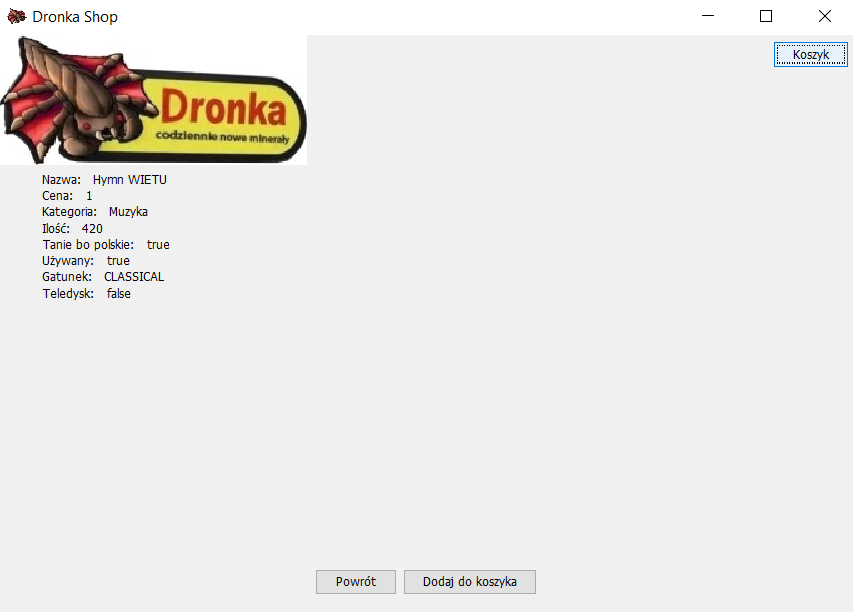 Dronka Shop
Koszyk
Dronka
codziennie nowe minerały
Nazwa: Hymn WIETU
Cena: 1
Kategoria: Muzyka
Ilość: 420
Tanie bo polskie: true
Używany: true
Gatunek: CLASSICAL
Teledysk: false
Powrót
Dodaj do koszyka